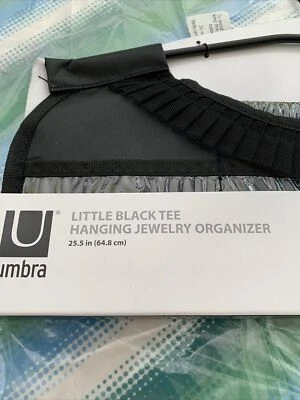 LITTLE BLACK TEE
HANGING JEWELRY ORGANIZER
25.5 in (64.8 cm)
U®
umbra